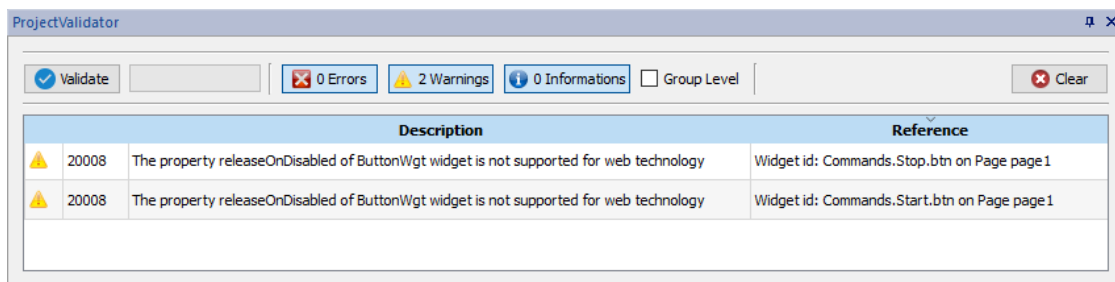 ProjectValidator
Validate 0 Errors 2 Warnings 0 Informations Group Level Clear
Description Reference
20008 The property releaseOnDisabled of ButtonWgt widget is not supported for web technology Widget id: Commands.Stop.btn on Page page1
20008 The property releaseOnDisabled of ButtonWgt widget is not supported for web technology Widget id: Commands.Start.btn on Page page1